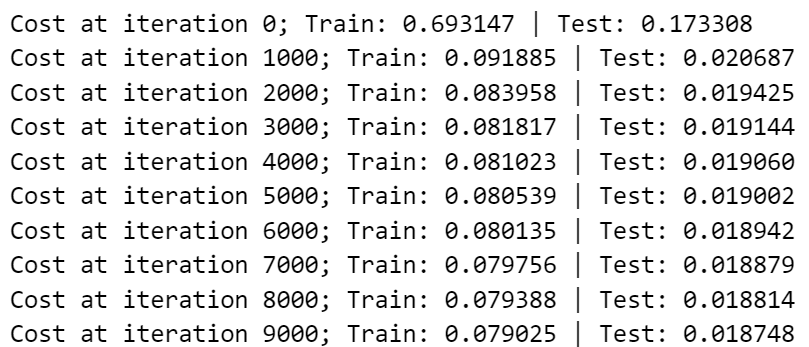 Cost at iteration 0; Train: 0.693147 | Test: 0.173308
Cost at iteration 1000; Train: 0.091885 | Test: 0.020687
Cost at iteration 2000; Train: 0.083958 | Test: 0.019425
Cost at iteration 3000; Train: 0.081817 | Test: 0.019144
Cost at iteration 4000; Train: 0.081023 | Test: 0.019060
Cost at iteration 5000; Train: 0.080539 | Test: 0.019002
Cost at iteration 6000; Train: 0.080135 | Test: 0.018942
Cost at iteration 7000; Train: 0.079756 | Test: 0.018879
Cost at iteration 8000; Train: 0.079388 | Test: 0.018814
Cost at iteration 9000; Train: 0.079025 | Test: 0.018748